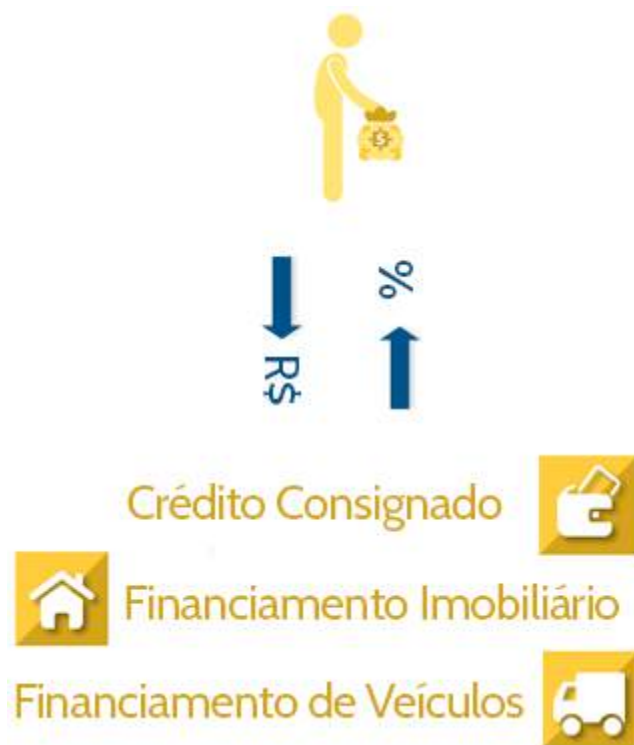 %
R$
Crédito Consignado
Financiamento Imobiliário
Financiamento de Veículos